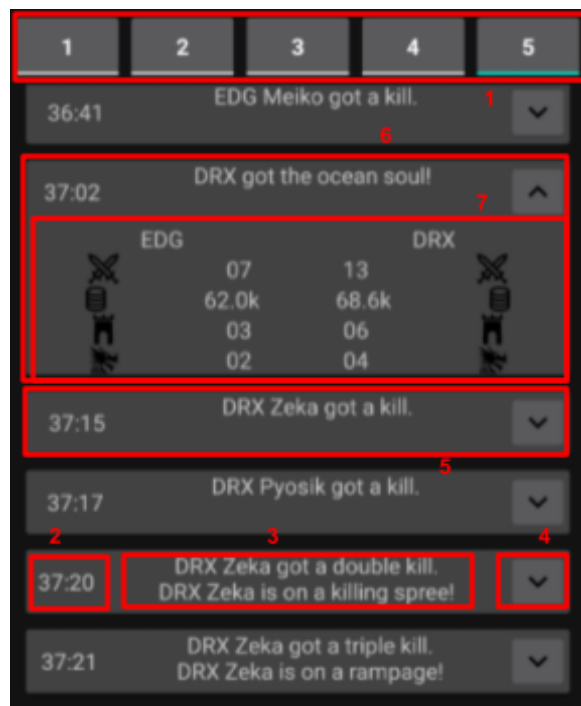 1 2 3 4 5
36:41 EDG Meiko got a kill. 1
6
37:02 DRX got the ocean soul!
7
EDG DRX
07 13
62.0k 68.6k
03 06
02 04
37:15 DRX Zeka got a kill.
5
37:17 DRX Pyosik got a kill.
2 3 4
37:20 DRX Zeka got a double kill.
DRX Zeka is on a killing spree!
37:21 DRX Zeka got a triple kill.
DRX Zeka is on a rampage!